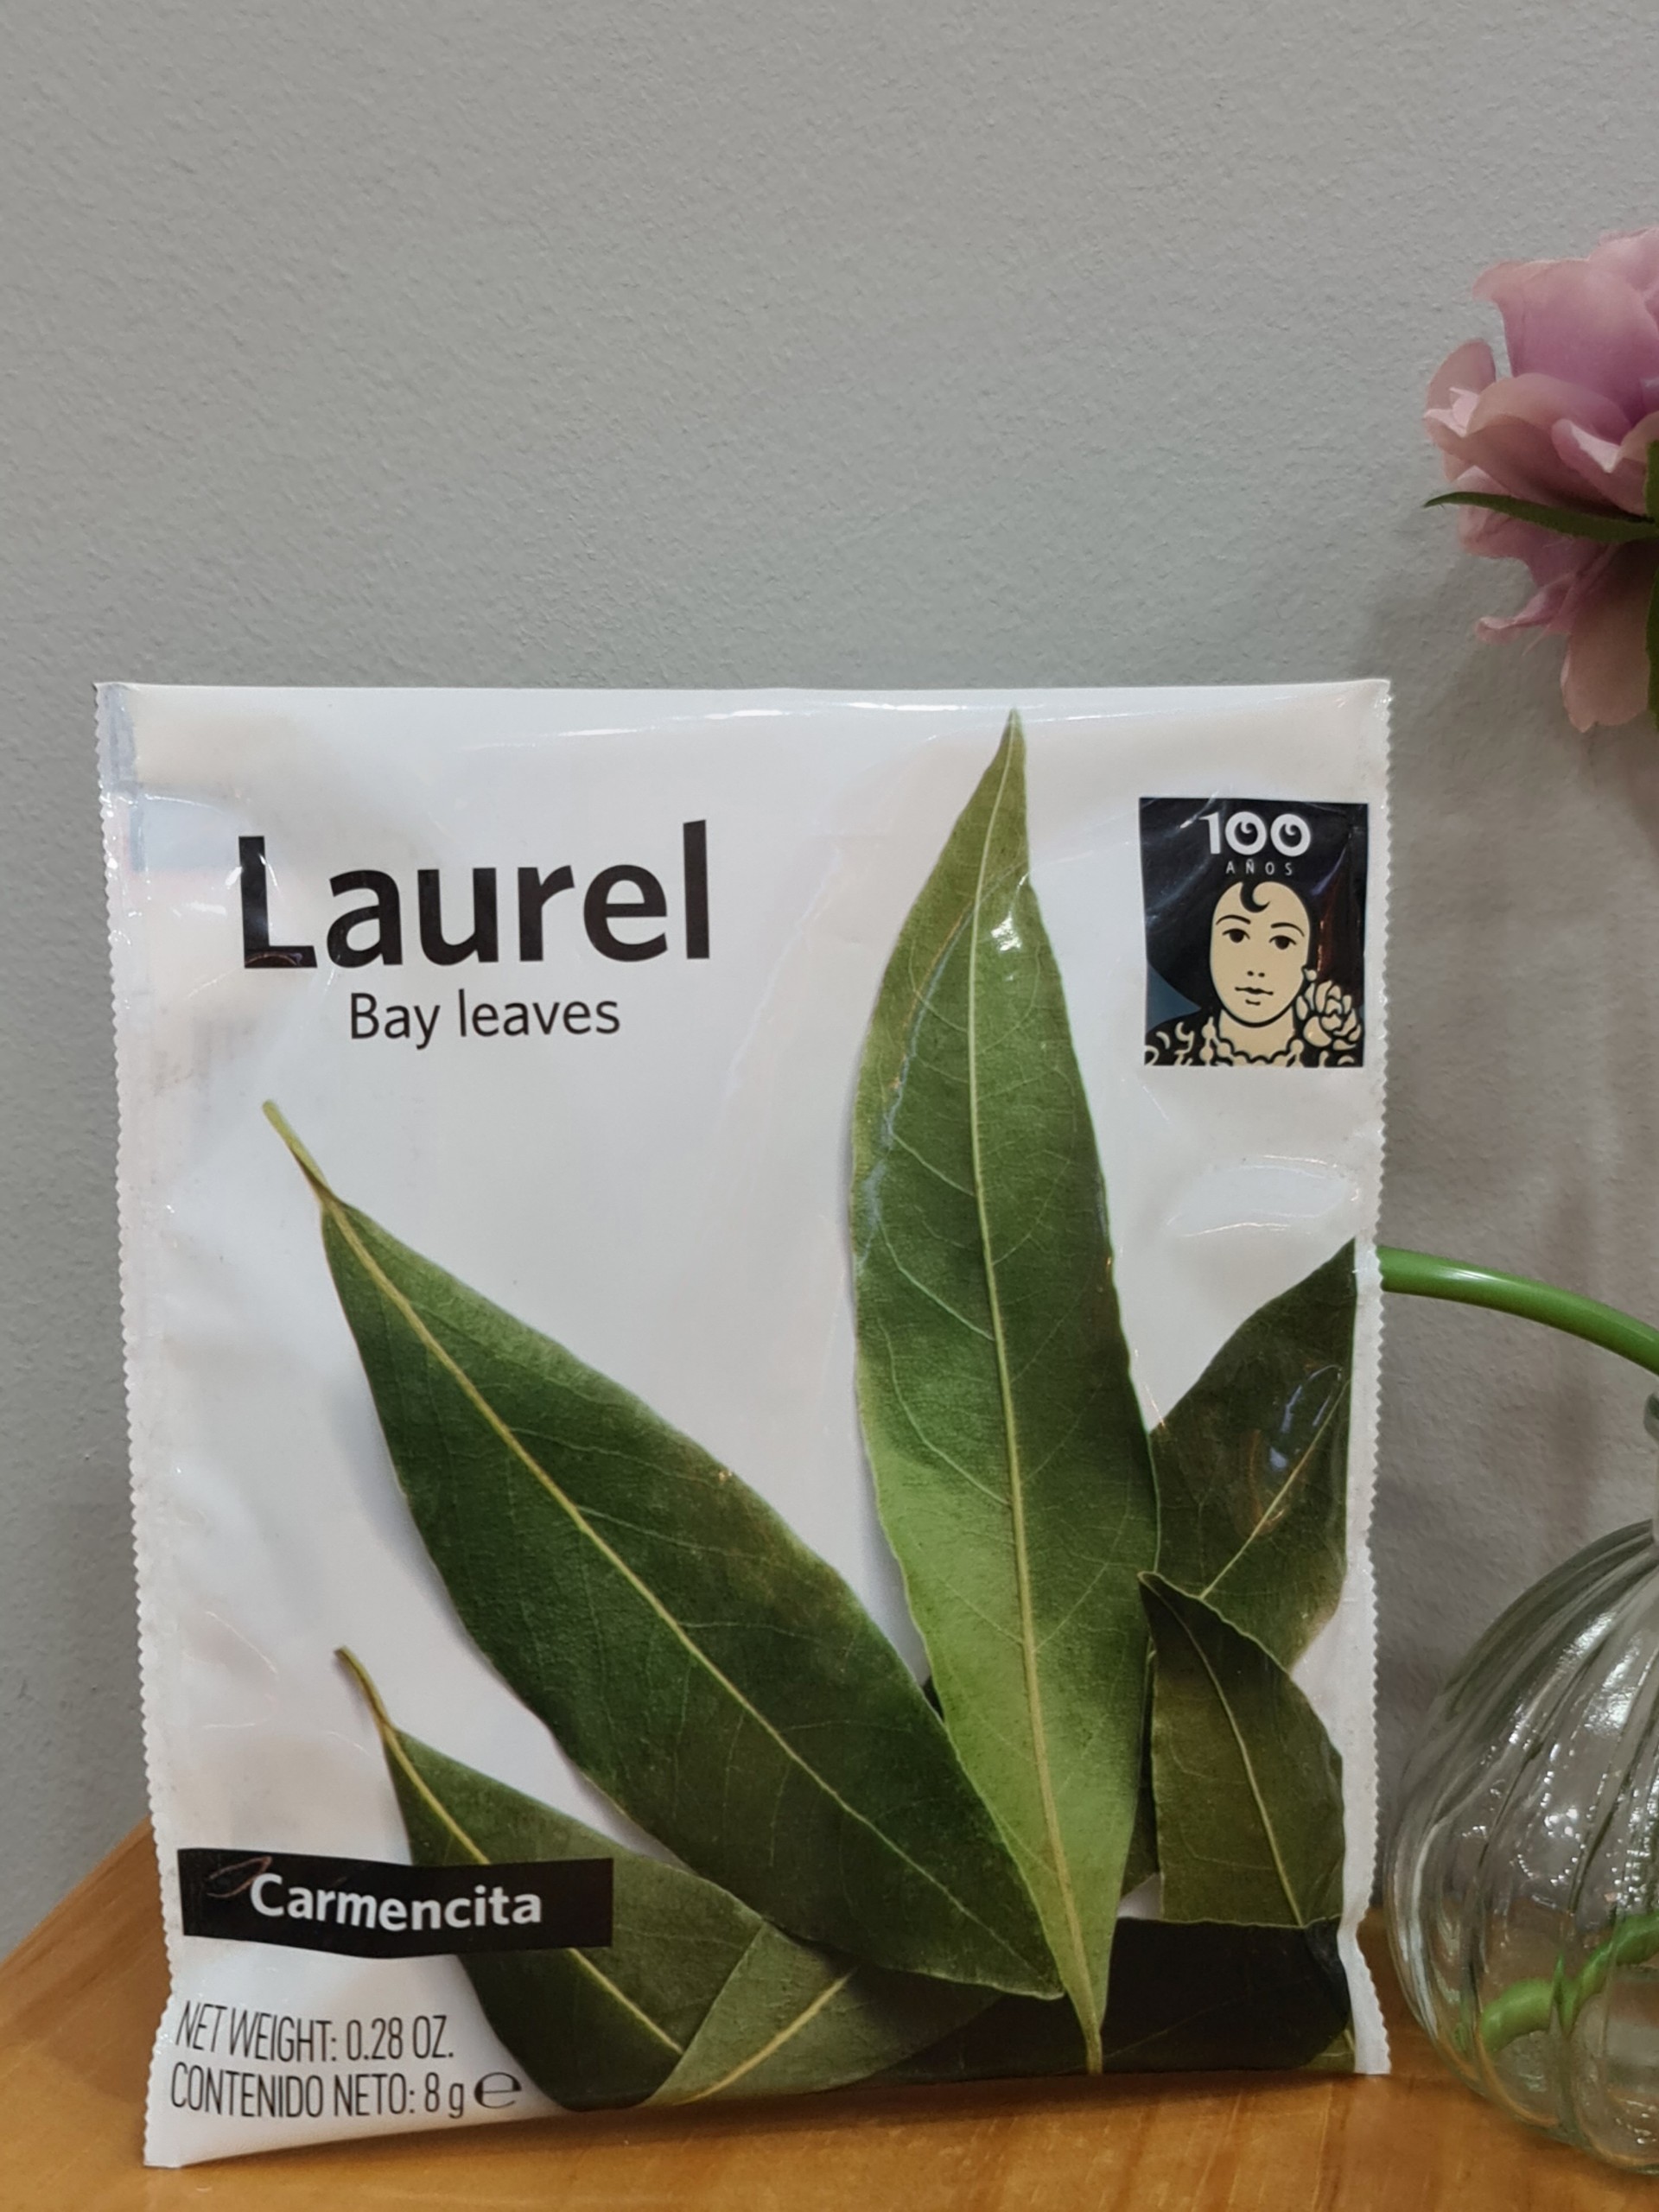 Laurel
Bay leaves
100
AÑOS
Carmencita
NET WEIGHT: 0.28 OZ.
CONTENIDO NETO: 8 g ℮